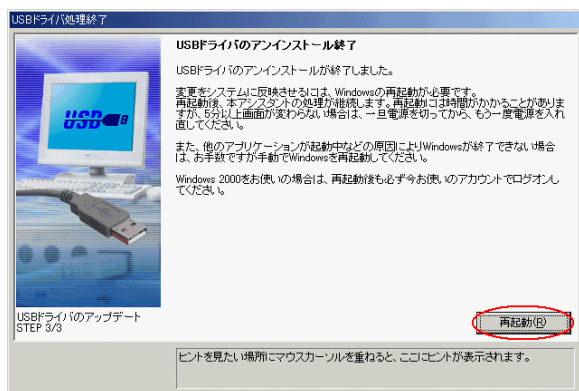 USBドライバ処理終了
USBドライバのアンインストール終了
USBドライバのアンインストールが終了しました。
変更をシステムに反映させるには、Windowsの再起動が必要です。
再起動後、本アシスタントの処理が継続します。再起動には時間がかかることがありま
すが、5分以上画面が変わらない場合は、一旦電源を切ってから、もう一度電源を入れ
直してください。
また、他のアプリケーションが起動中などの原因によりWindowsが終了できない場合
は、お手数ですが手動でWindowsを再起動してください。
Windows 2000をお使いの場合は、再起動後も必ず今お使いのアカウントでログオンし
てください。
USB
USBドライバのアップデート
STEP 3/3
再起動(R)
ヒントを見たい場所にマウスカーソルを重ねると、ここにヒントが表示されます。